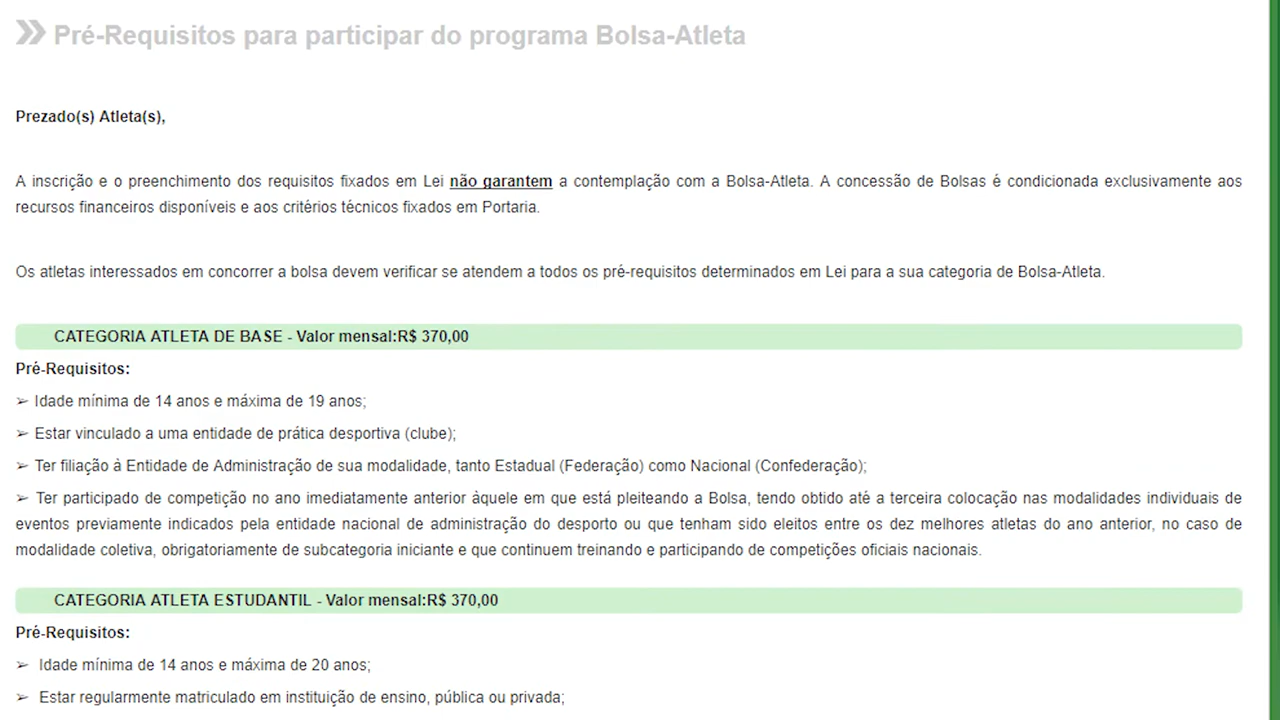 Pré-Requisitos para participar do programa Bolsa-Atleta
Prezado(s) Atleta(s),
A inscrição e o preenchimento dos requisitos fixados em Lei não garantem a contemplação com a Bolsa-Atleta. A concessão de Bolsas é condicionada exclusivamente aos
recursos financeiros disponíveis e aos critérios técnicos fixados em Portaria.
Os atletas interessados em concorrer a bolsa devem verificar se atendem a todos os pré-requisitos determinados em Lei para a sua categoria de Bolsa-Atleta.
CATEGORIA ATLETA DE BASE - Valor mensal:R$ 370,00
Pré-Requisitos:
➢ Idade mínima de 14 anos e máxima de 19 anos;
➢ Estar vinculado a uma entidade de prática desportiva (clube);
➢ Ter filiação à Entidade de Administração de sua modalidade, tanto Estadual (Federação) como Nacional (Confederação);
➢ Ter participado de competição no ano imediatamente anterior àquele em que está pleiteando a Bolsa, tendo obtido até a terceira colocação nas modalidades individuais de
eventos previamente indicados pela entidade nacional de administração do desporto ou que tenham sido eleitos entre os dez melhores atletas do ano anterior, no caso de
modalidade coletiva, obrigatoriamente de subcategoria iniciante e que continuem treinando e participando de competições oficiais nacionais.
CATEGORIA ATLETA ESTUDANTIL - Valor mensal:R$ 370,00
Pré-Requisitos:
➢ Idade mínima de 14 anos e máxima de 20 anos;
➢ Estar regularmente matriculado em instituição de ensino, pública ou privada;